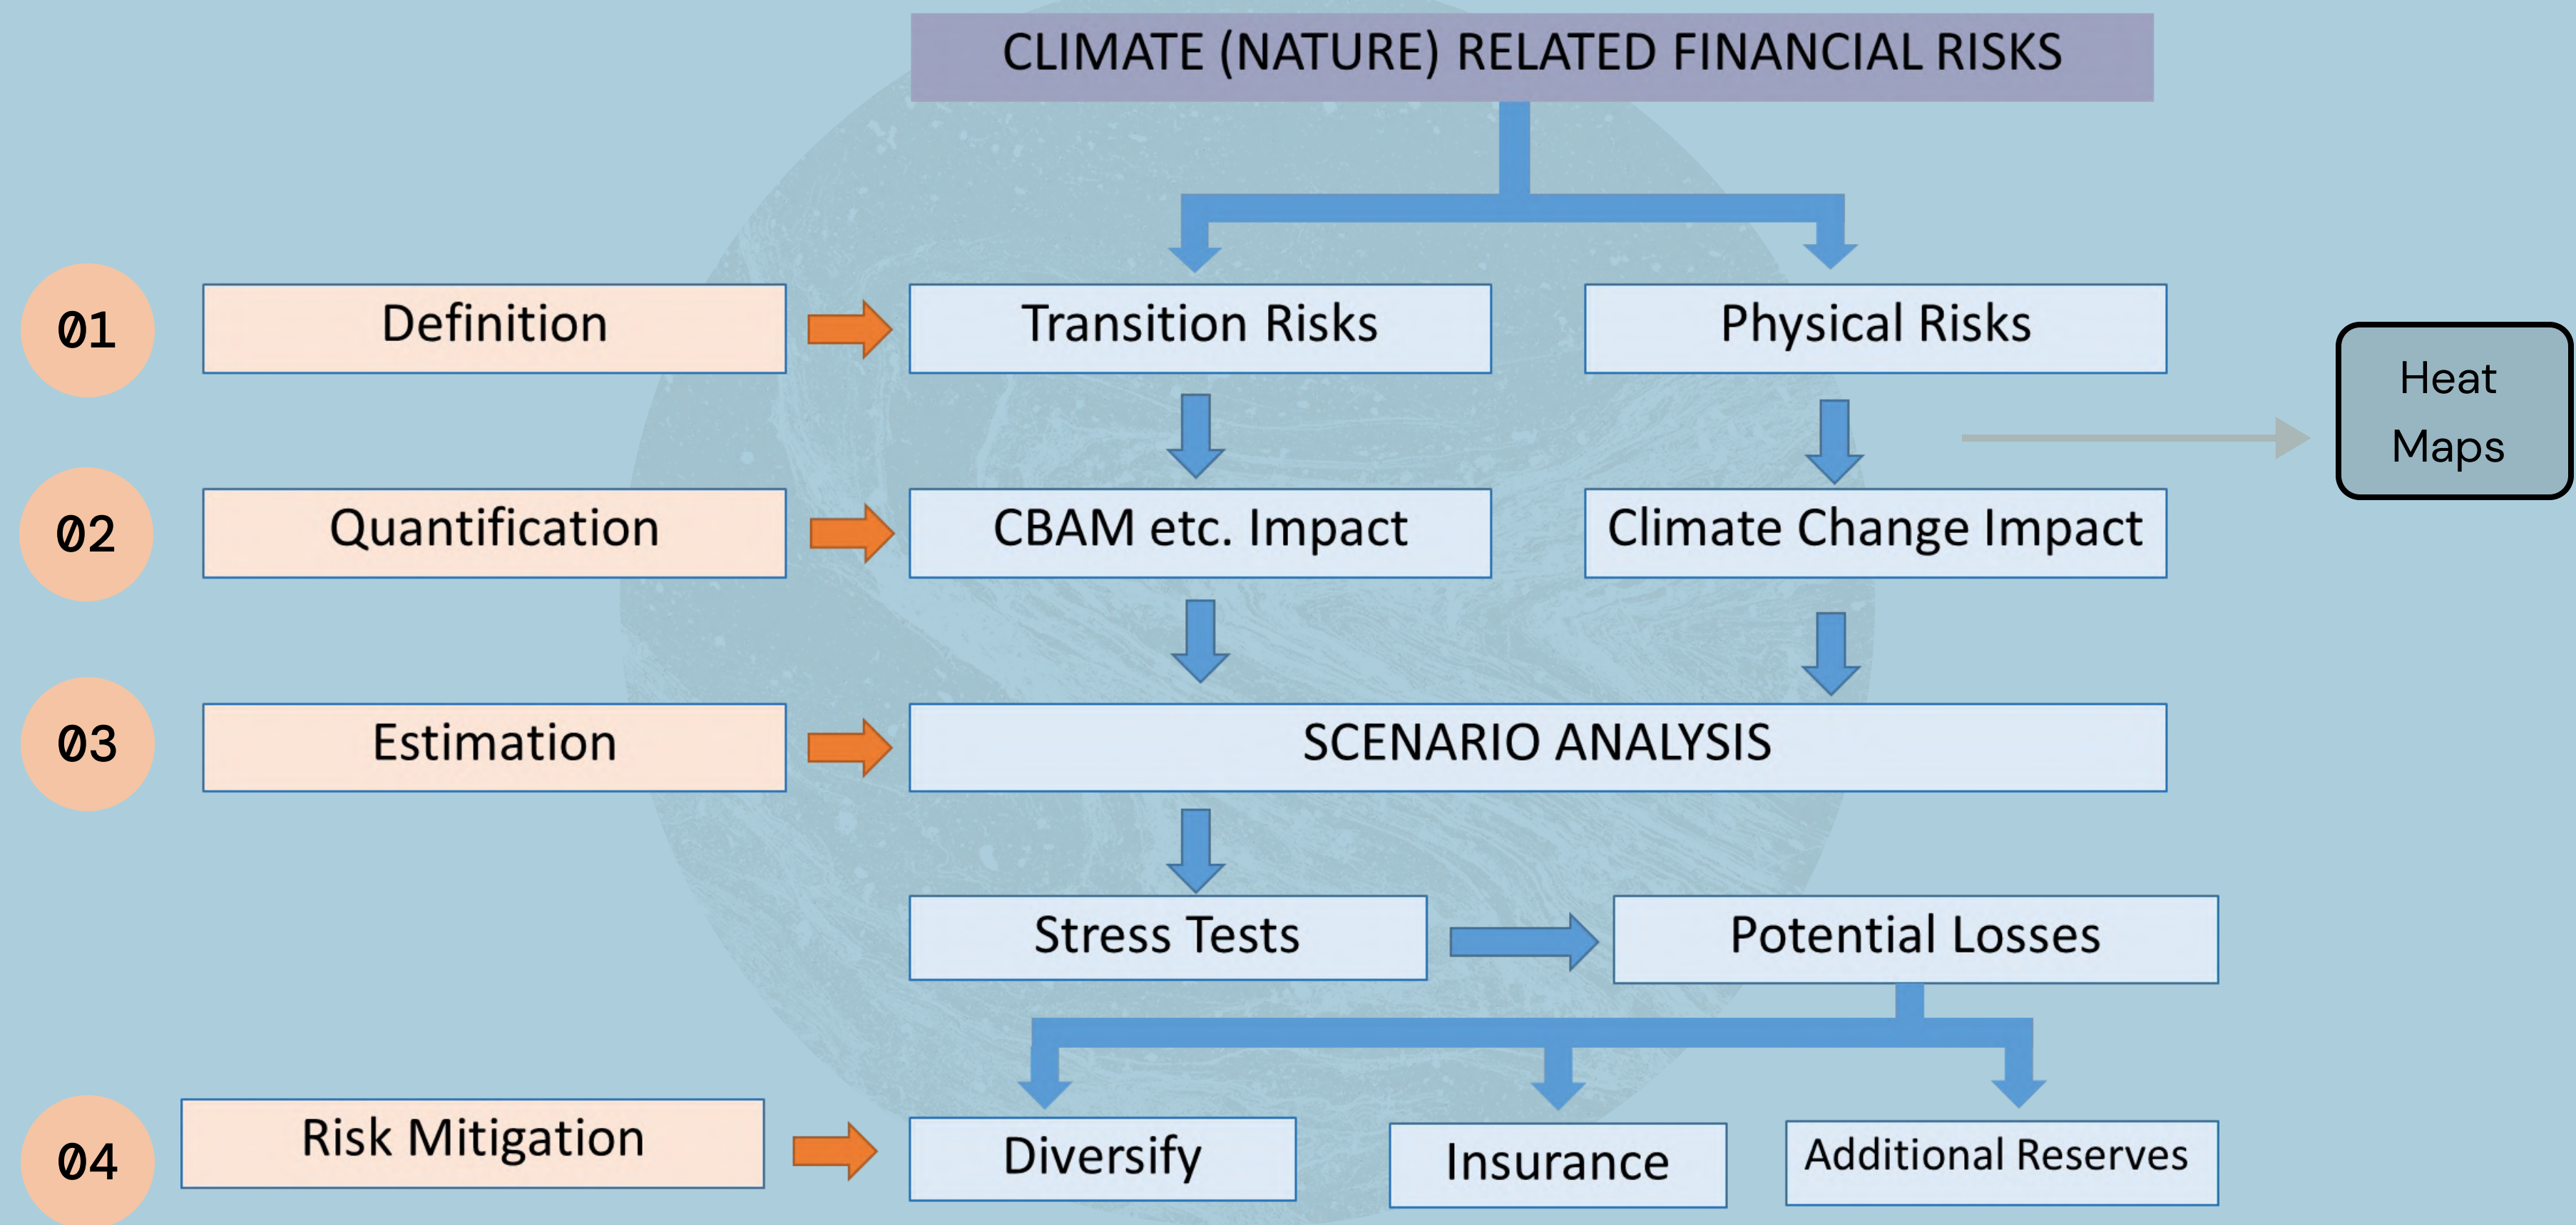 CLIMATE (NATURE) RELATED FINANCIAL RISKS
01
Definition
Transition Risks
Physical Risks
Heat
Maps
02
Quantification
CBAM etc. Impact
Climate Change Impact
03
Estimation
SCENARIO ANALYSIS
Stress Tests
Potential Losses
04
Risk Mitigation
Diversify
Insurance
Additional Reserves